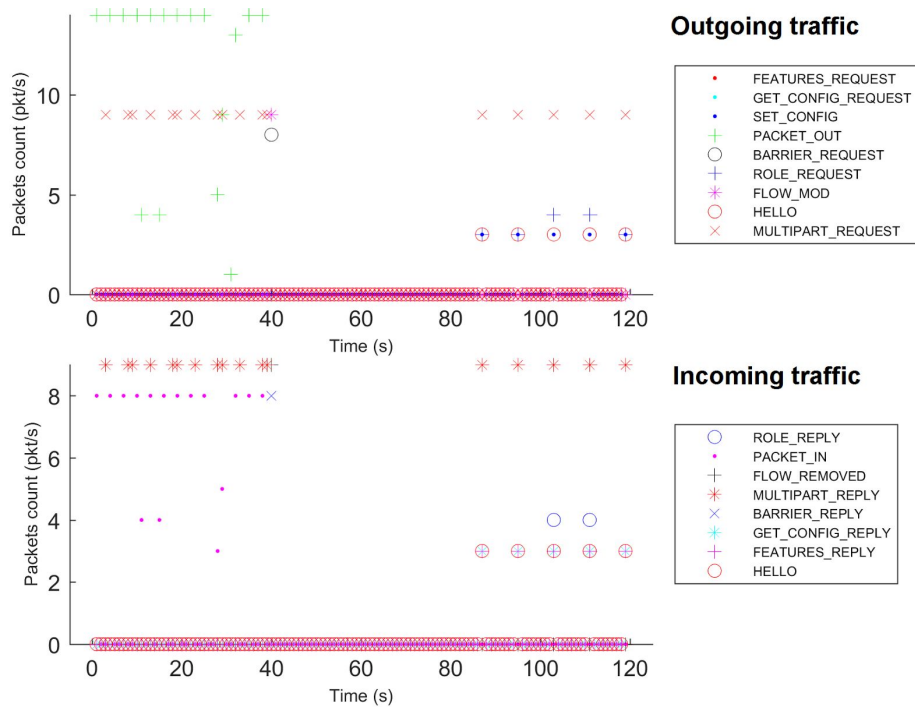 Outgoing traffic
10
5
0
Packets count (pkt/s)
0 20 40 60 80 100 120
Time (s)
FEATURES_REQUEST
GET_CONFIG_REQUEST
SET_CONFIG
PACKET_OUT
BARRIER_REQUEST
ROLE_REQUEST
FLOW_MOD
HELLO
MULTIPART_REQUEST
Incoming traffic
8
6
4
2
0
Packets count (pkt/s)
0 20 40 60 80 100 120
Time (s)
ROLE_REPLY
PACKET_IN
FLOW_REMOVED
MULTIPART_REPLY
BARRIER_REPLY
GET_CONFIG_REPLY
FEATURES_REPLY
HELLO